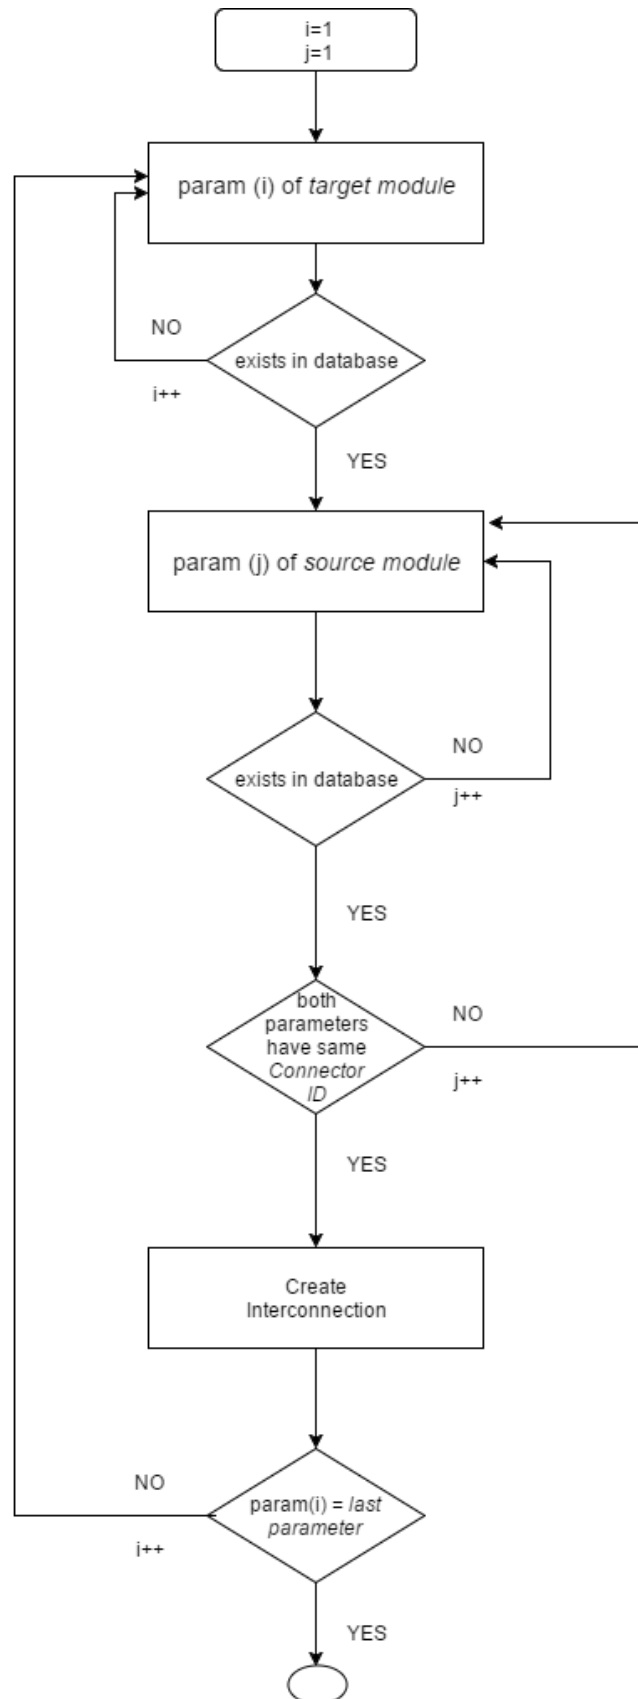 i=1
j=1
param (i) of target module
NO
exists in database
i++
YES
param (j) of source module
NO
exists in database
j++
YES
both
parameters
have same
Connector
ID
NO
j++
YES
Create
Interconnection
NO
param(i) = last
parameter
i++
YES